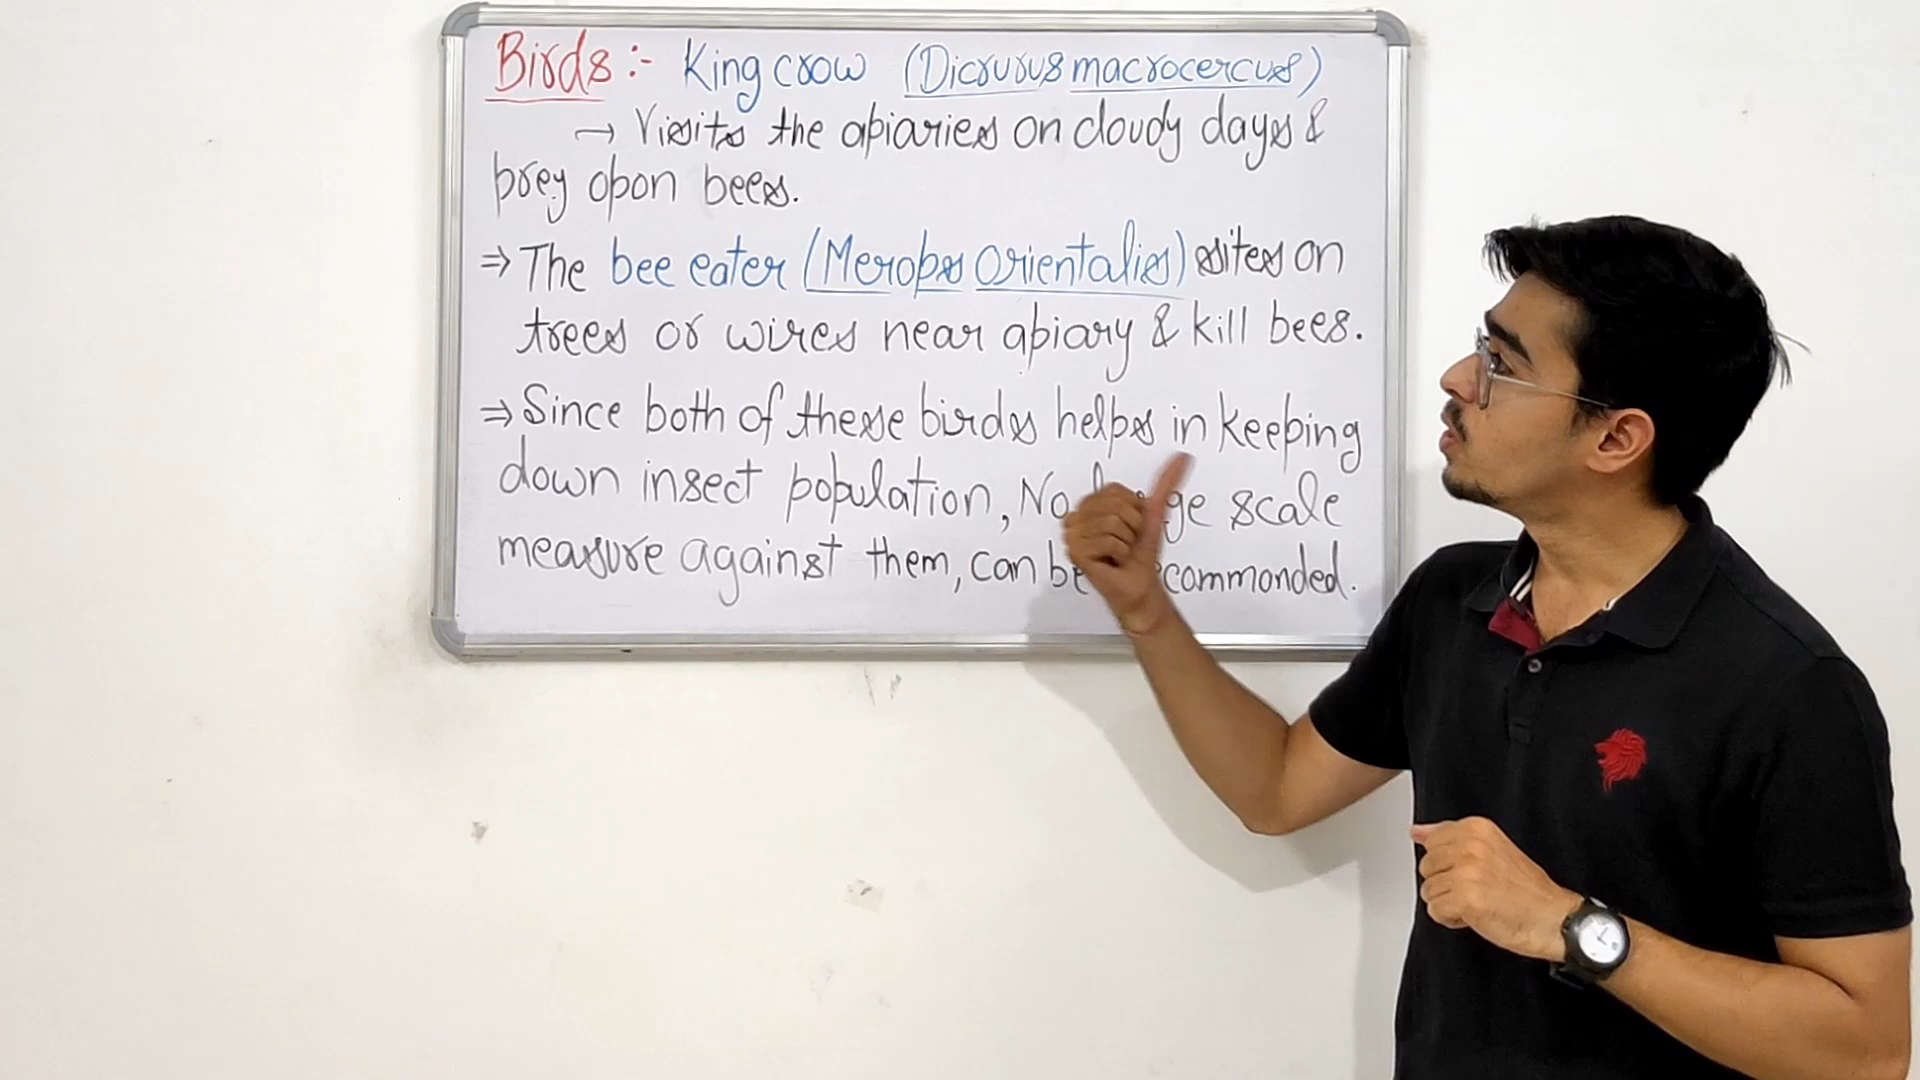 Birds :- King crow (Dicrurus macrocercus)
→ Visits the apiaries on cloudy days &
prey opon bees.
⇒ The bee eater (Merops orientalis) sites on
trees or wires near apiary & kill bees.
⇒ Since both of these birds helps in keeping
down insect population, No scale
measure against them, can be